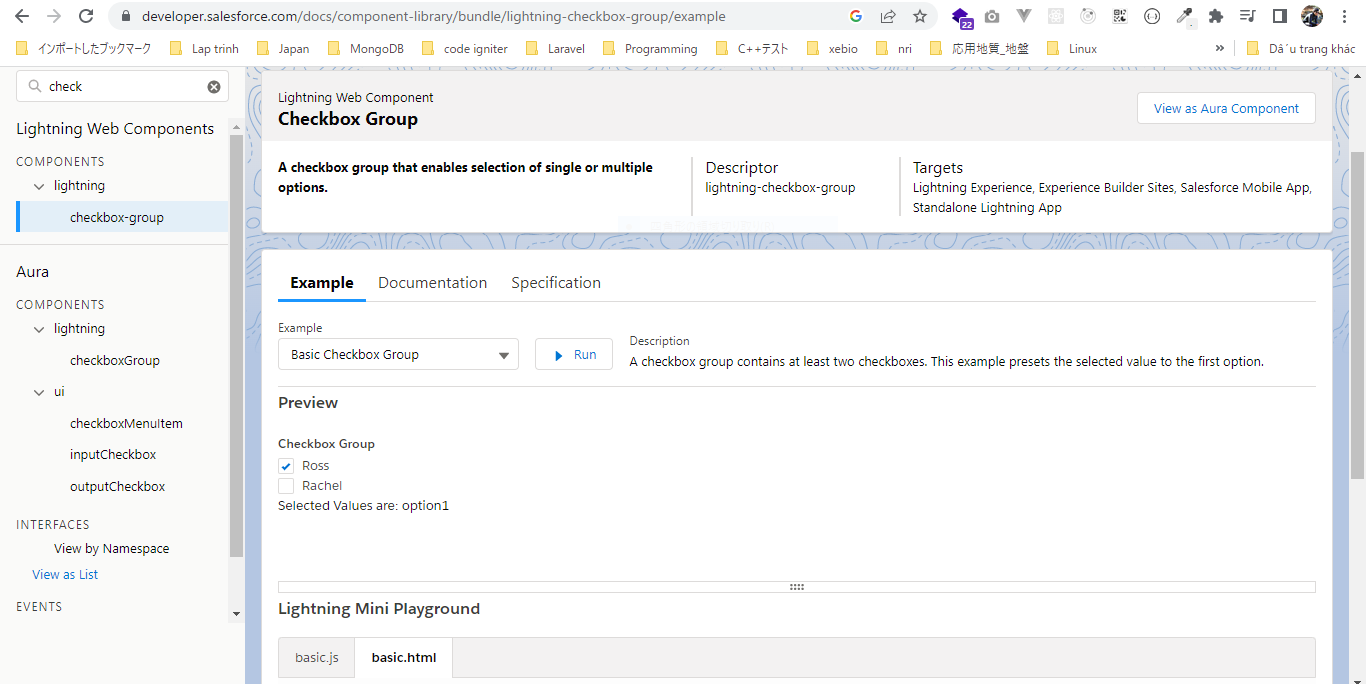 developer.salesforce.com/docs/component-library/bundle/lightning-checkbox-group/example
22
インポートしたブックマーク
Lap trinh
Japan
MongoDB
code igniter
Laravel
Programming
C++テスト
xebio
nri
応用地質_地盤
Linux
»
Dấu trang khác
check
Lightning Web Components
COMPONENTS
lightning
checkbox-group
Aura
COMPONENTS
lightning
checkboxGroup
ui
checkboxMenuItem
inputCheckbox
outputCheckbox
INTERFACES
View by Namespace
View as List
EVENTS
Lightning Web Component
Checkbox Group
View as Aura Component
A checkbox group that enables selection of single or multiple
options.
Descriptor
lightning-checkbox-group
Targets
Lightning Experience, Experience Builder Sites, Salesforce Mobile App,
Standalone Lightning App
Example
Documentation
Specification
Example
Basic Checkbox Group
Run
Description
A checkbox group contains at least two checkboxes. This example presets the selected value to the first option.
Preview
Checkbox Group
Ross
Rachel
Selected Values are: option1
Lightning Mini Playground
basic.js
basic.html